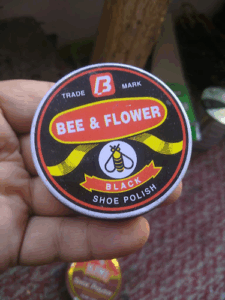 TRADE MARK
B
BEE & FLOWER
BLACK
SHOE POLISH